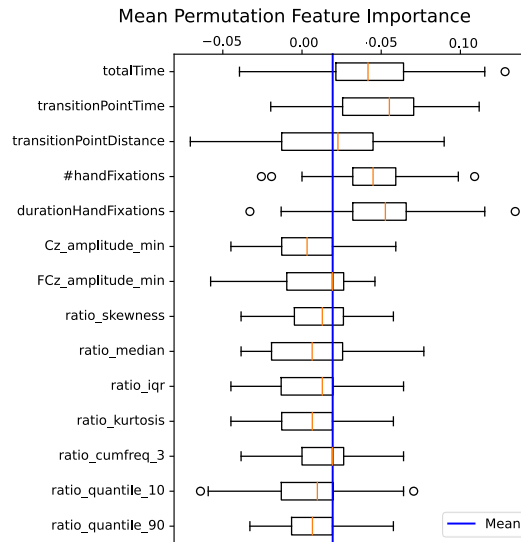 Mean Permutation Feature Importance
−0.05 0.00 0.05 0.10
totalTime
transitionPointTime
transitionPointDistance
#handFixations
durationHandFixations
Cz_amplitude_min
FCz_amplitude_min
ratio_skewness
ratio_median
ratio_iqr
ratio_kurtosis
ratio_cumfreq_3
ratio_quantile_10
ratio_quantile_90
Mean